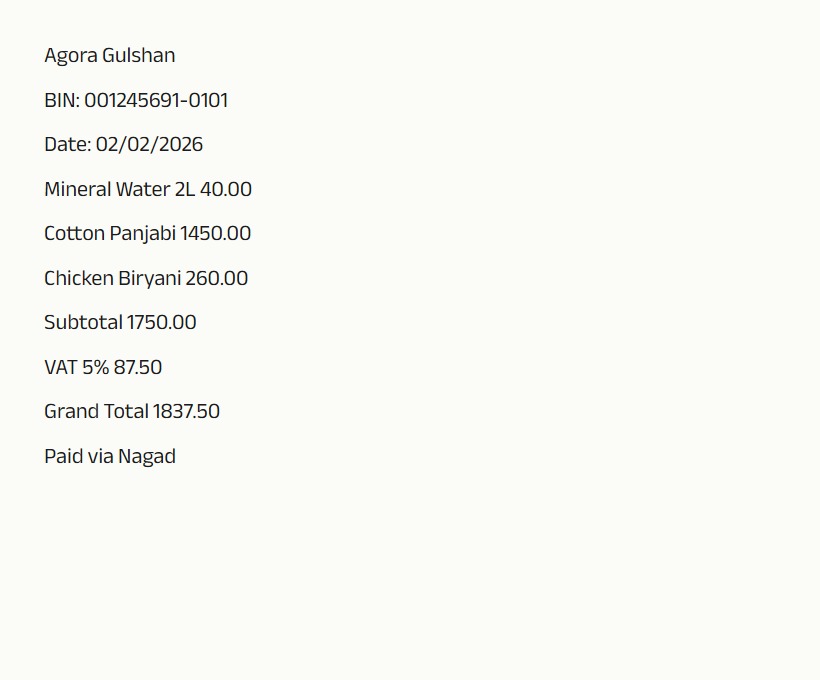 Agora Gulshan
BIN: 001245691-0101
Date: 02/02/2026
Mineral Water 2L 40.00
Cotton Panjabi 1450.00
Chicken Biryani 260.00
Subtotal 1750.00
VAT 5% 87.50
Grand Total 1837.50
Paid via Nagad